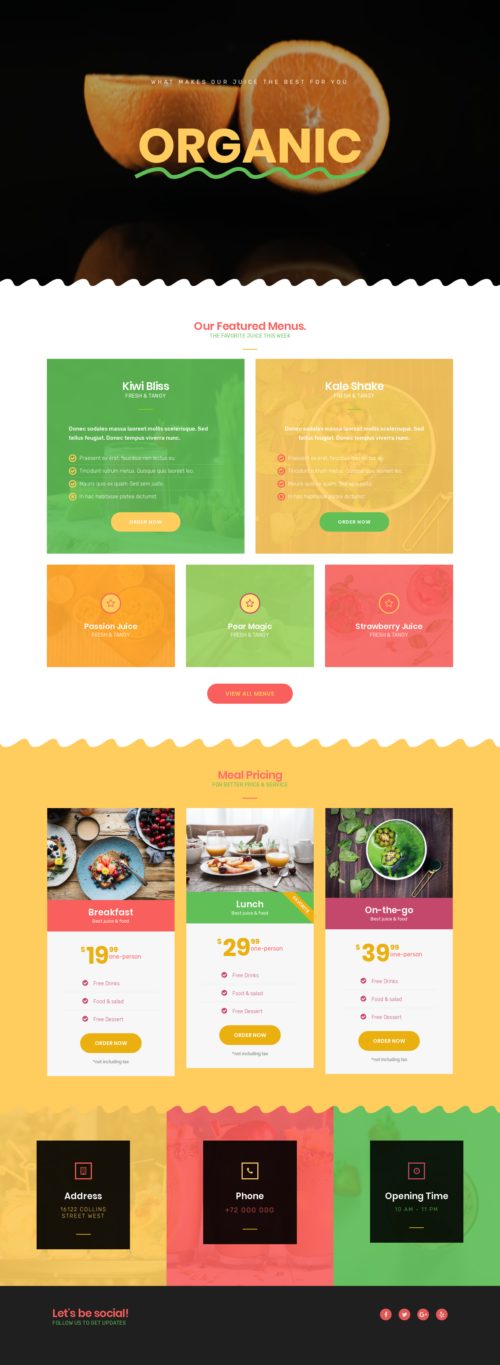 WHAT MAKES OUR JUICE THE BEST FOR YOU
ORGANIC
Our Featured Menus.
THE FAVORITE JUICE THIS WEEK
Kiwi Bliss
FRESH & TANGY
Donec sodales massa laoreet mollis scelerisque. Sed
tellus feugiat. Donec tempus viverra nunc.
Praesent ex erat, faucibus non lectus eu.
Tincidunt rutrum metus. Quisque quis laoreet leo.
Mauris quis ex quam. Sed sem justo.
In hac habitasse platea dictumst
ORDER NOW
Kale Shake
FRESH & TANGY
Donec sodales massa laoreet mollis scelerisque. Sed
tellus feugiat. Donec tempus viverra nunc.
Praesent ex erat, faucibus non lectus eu.
Tincidunt rutrum metus. Quisque quis laoreet leo.
Mauris quis ex quam. Sed sem justo.
In hac habitasse platea dictumst
ORDER NOW
Passion Juice
FRESH & TANGY
Pear Magic
FRESH & TANGY
Strawberry Juice
FRESH & TANGY
VIEW ALL MENUS
Meal Pricing
FOR BETTER PRICE & SERVICE
Breakfast
Best juice & food
$19.99
one-person
Free Drinks
Food & salad
Free Dessert
ORDER NOW
*not including tax
Lunch
Best juice & food
$29.99
one-person
Free Drinks
Food & salad
Free Dessert
ORDER NOW
*not including tax
On-the-go
Best juice & food
$39.99
one-person
Free Drinks
Food & salad
Free Dessert
ORDER NOW
*not including tax
Address
16122 COLLINS
STREET WEST
Phone
+72 000 000
Opening Time
10 AM - 11 PM
Let's be social!
FOLLOW US TO GET UPDATES